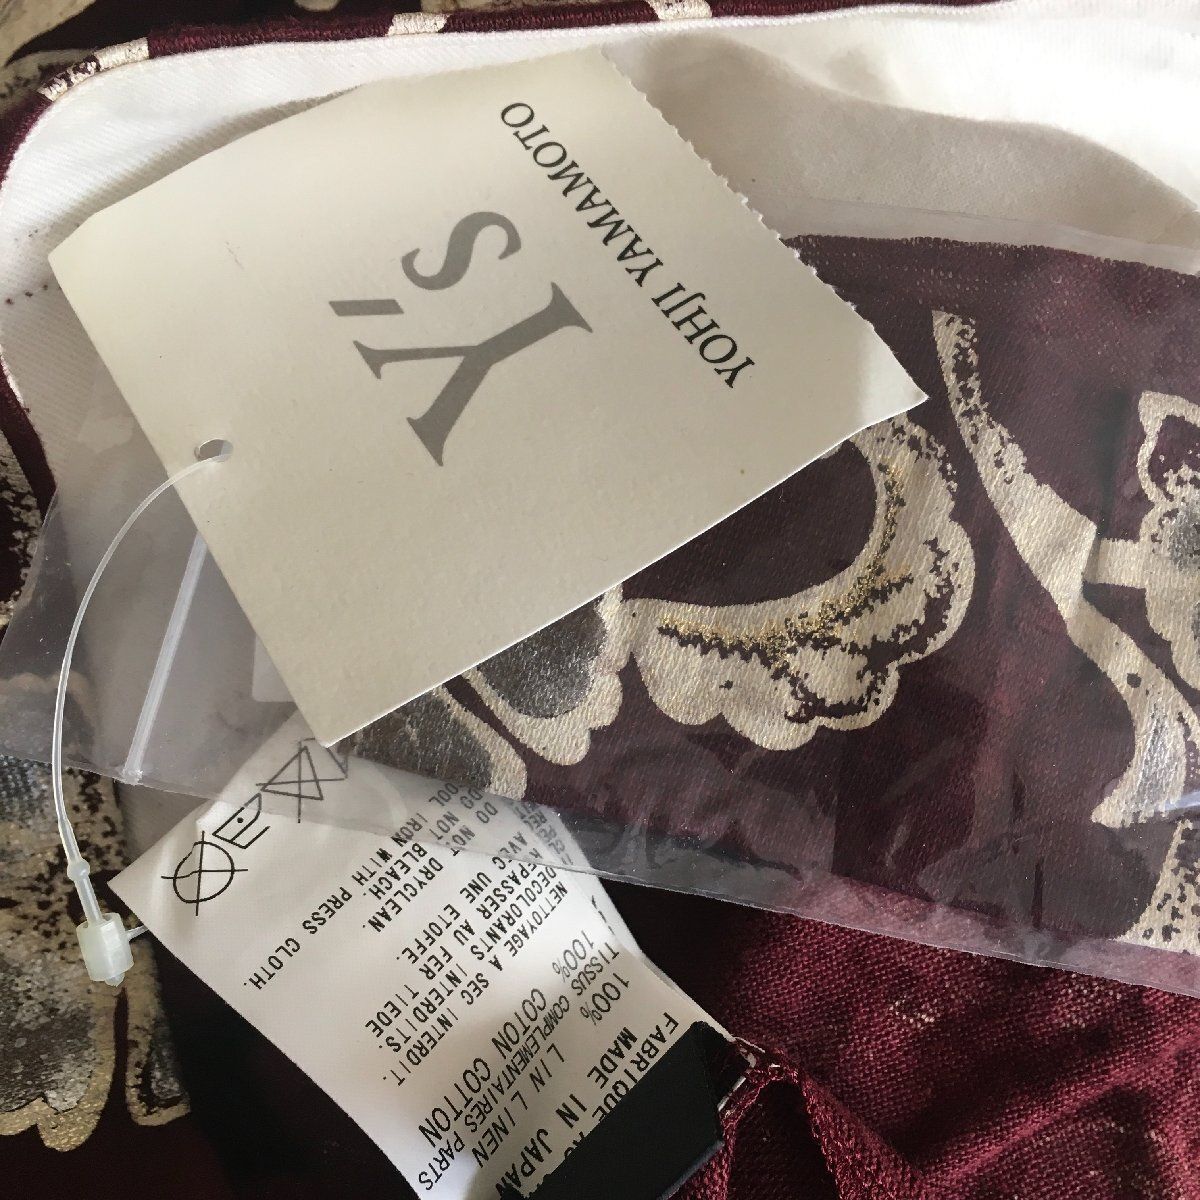 Y's
YOHJI YAMAMOTO
MADE IN JAPAN
100% LIN LINEN
TISSUS COMPLEMENTAIRES PARTS
100% COTON COTTON
NETTOYAGE A SEC INTERDIT.
DECOLORANTS INTERDITS.
REPASSER AU FER TIEDE
AVEC UNE ETOFFE.
DO NOT DRYCLEAN.
DO NOT BLEACH.
COOL IRON WITH PRESS CLOTH.